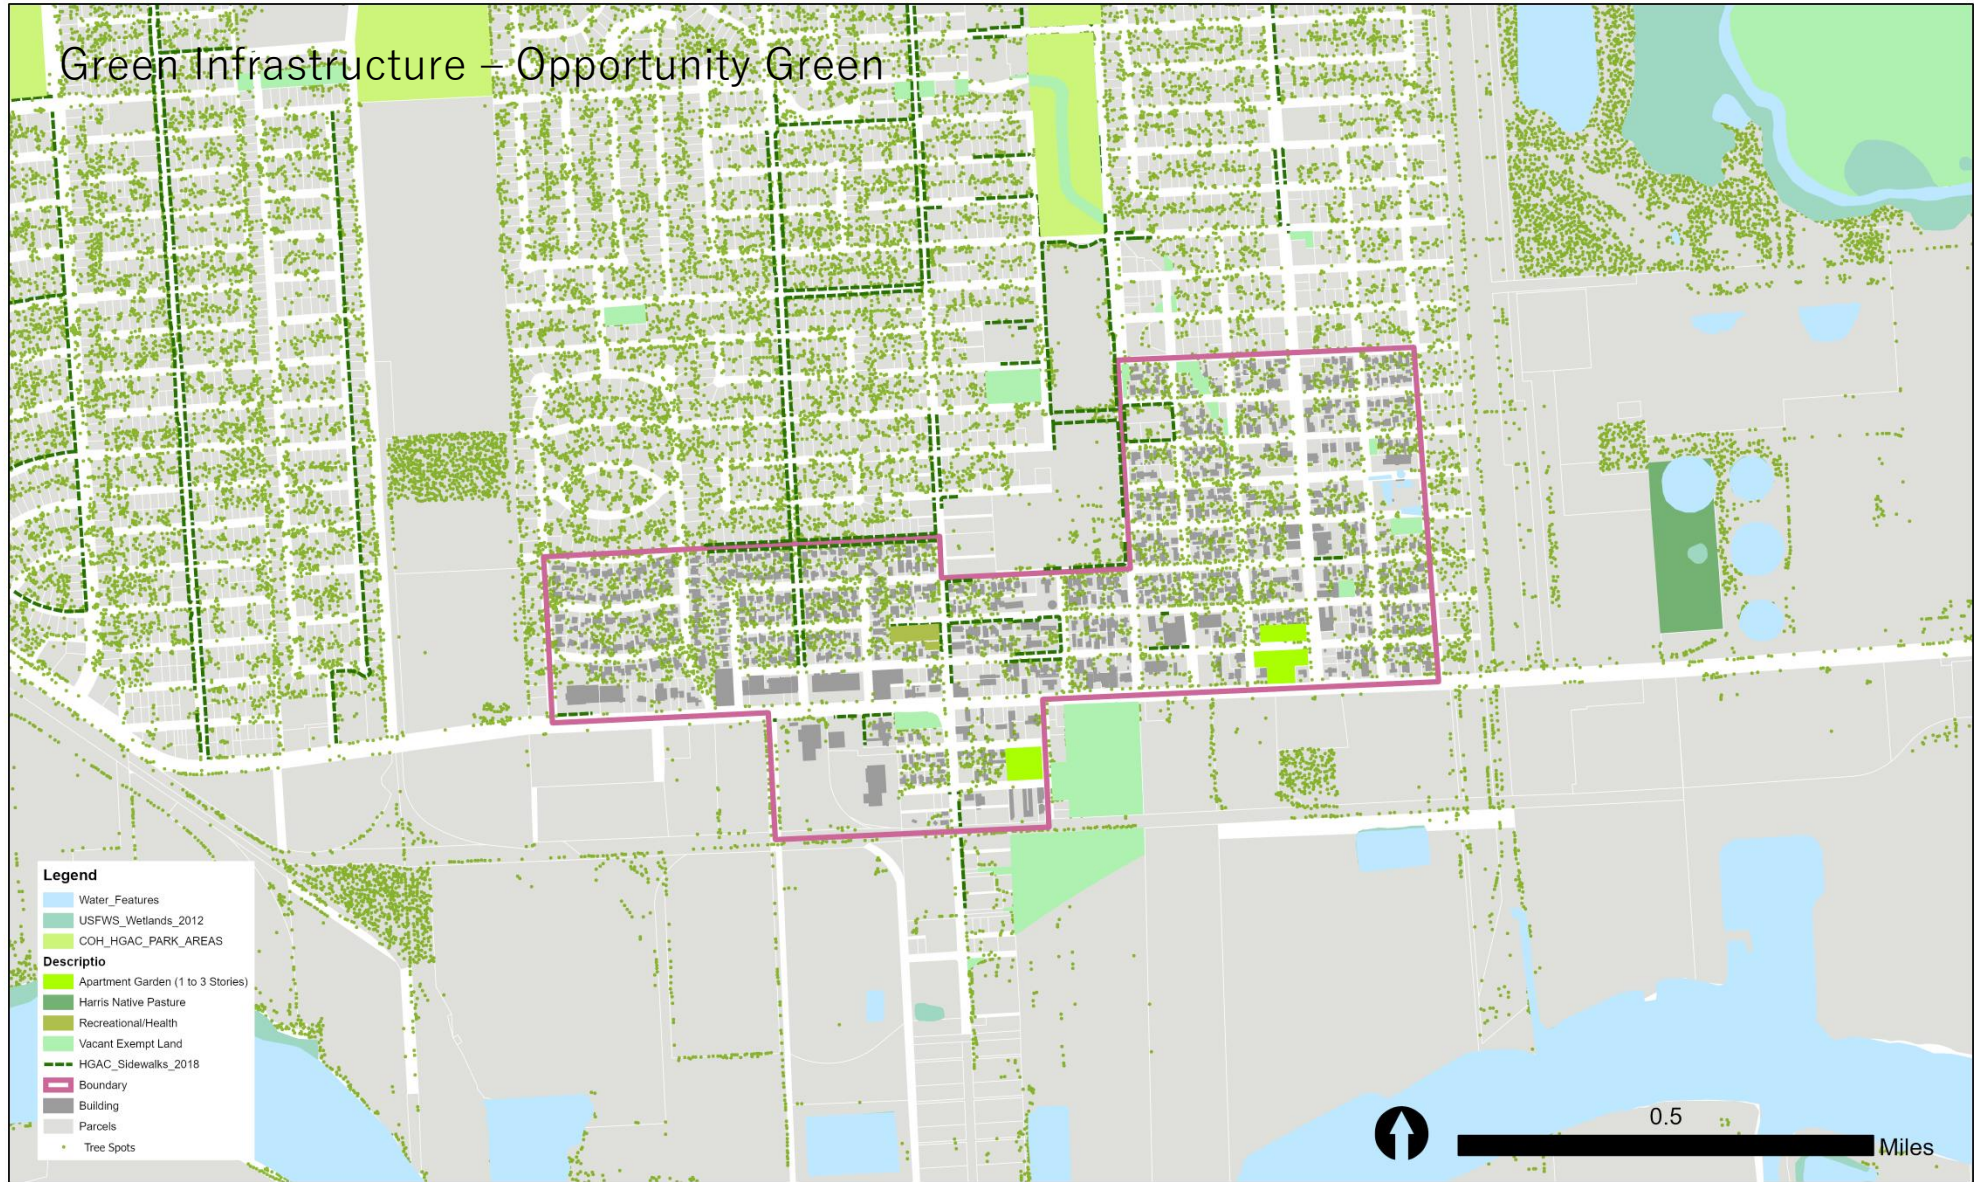 Green Infrastructure – Opportunity Green
Legend
Water_Features
USFWS_Wetlands_2012
COH_HGAC_PARK_AREAS
Descriptio
Apartment Garden (1 to 3 Stories)
Harris Native Pasture
Recreational/Health
Vacant Exempt Land
HGAC_Sidewalks_2018
Boundary
Building
Parcels
Tree Spots
0.5
Miles